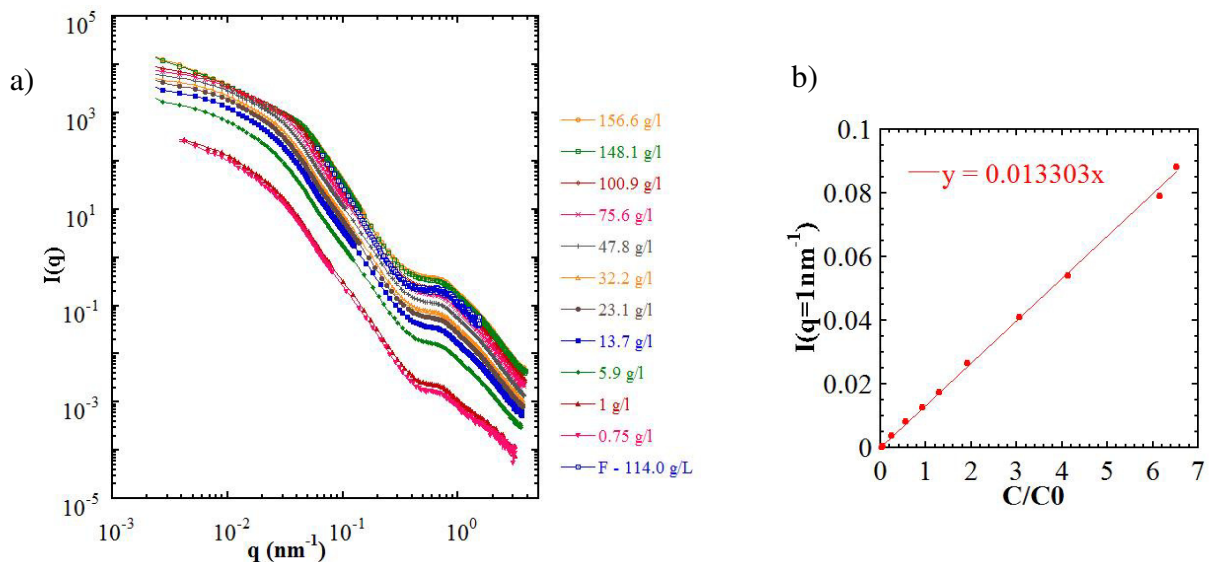 a)
10^5
10^3
10^1
10^-1
10^-3
10^-5
I(q)
10^-3
10^-2
10^-1
10^0
q (nm^-1)
156.6 g/l
148.1 g/l
100.9 g/l
75.6 g/l
47.8 g/l
32.2 g/l
23.1 g/l
13.7 g/l
5.9 g/l
1 g/l
0.75 g/l
F - 114.0 g/L
b)
0.1
0.08
0.06
0.04
0.02
0
I(q=1nm^-1)
y = 0.013303x
0 1 2 3 4 5 6 7
C/C0